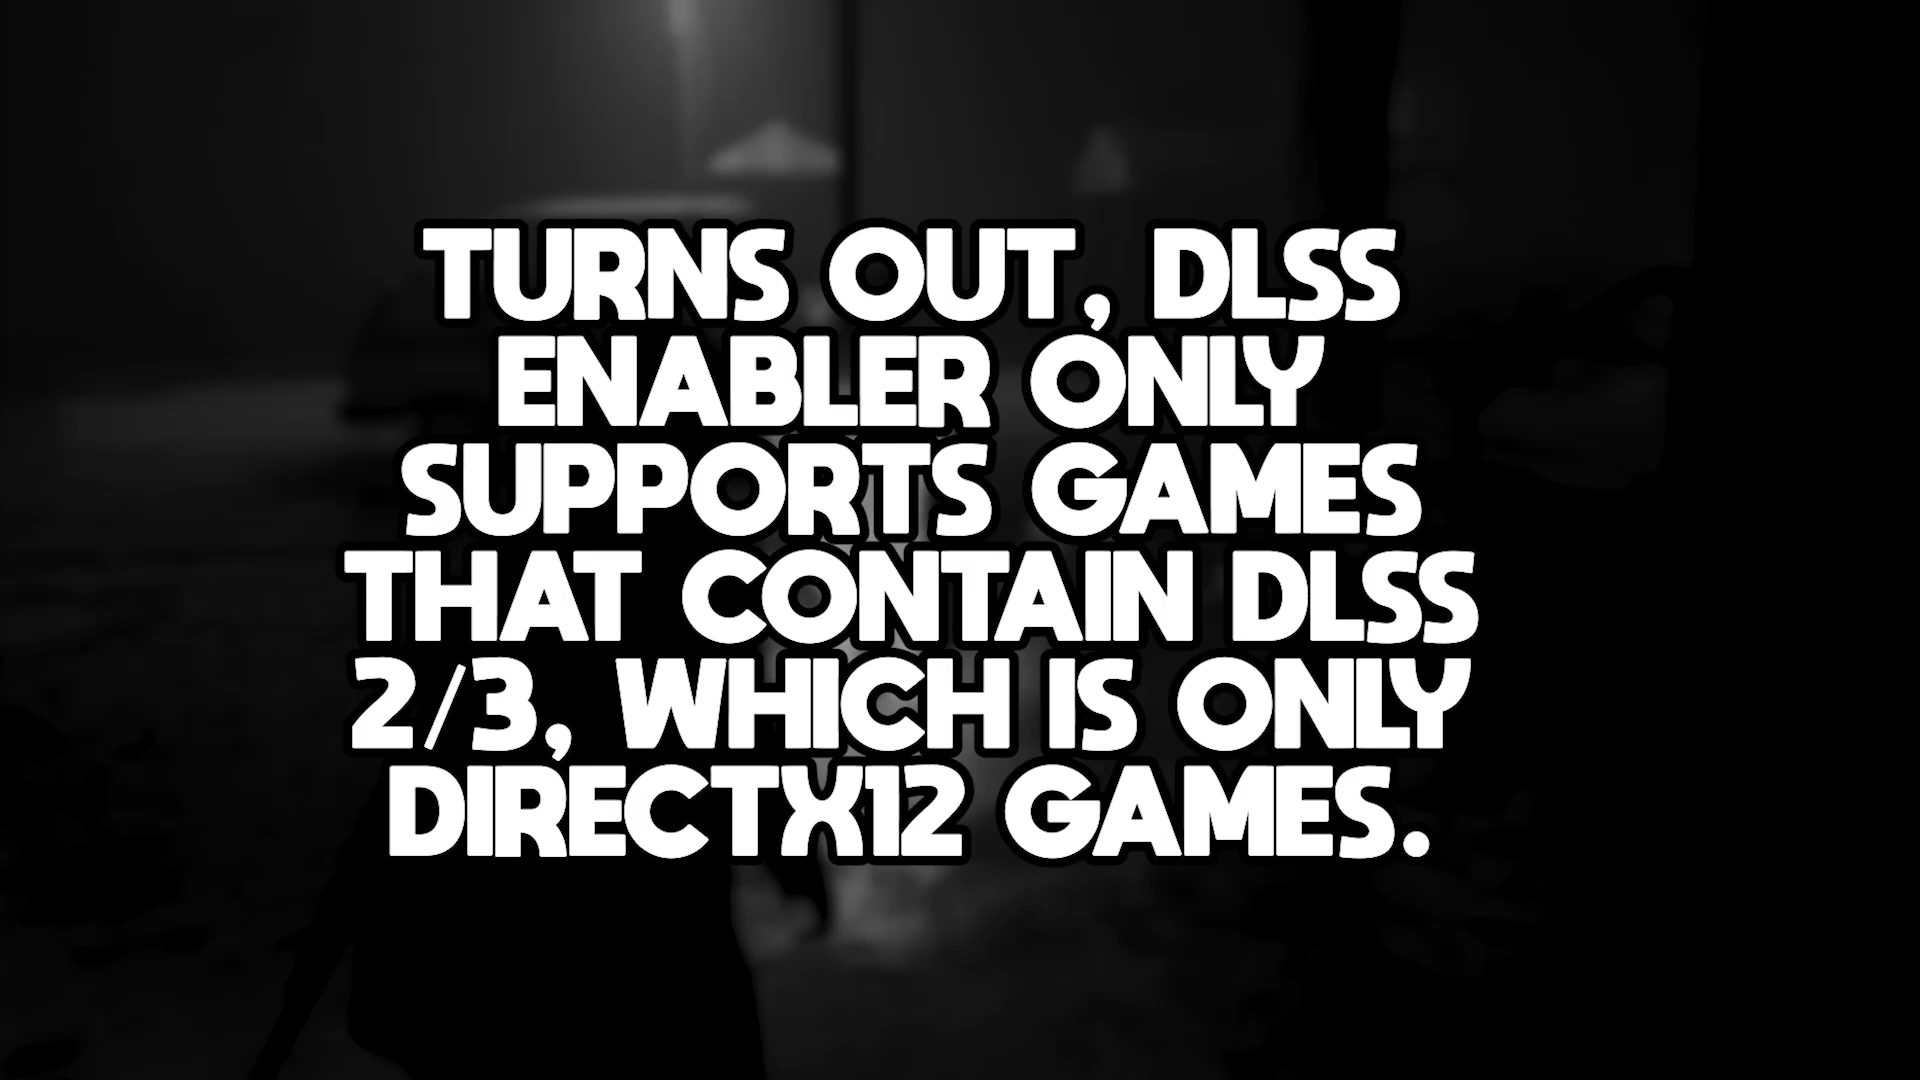 TURNS OUT, DLSS
ENABLER ONLY
SUPPORTS GAMES
THAT CONTAIN DLSS
2/3, WHICH IS ONLY
DIRECTX12 GAMES.